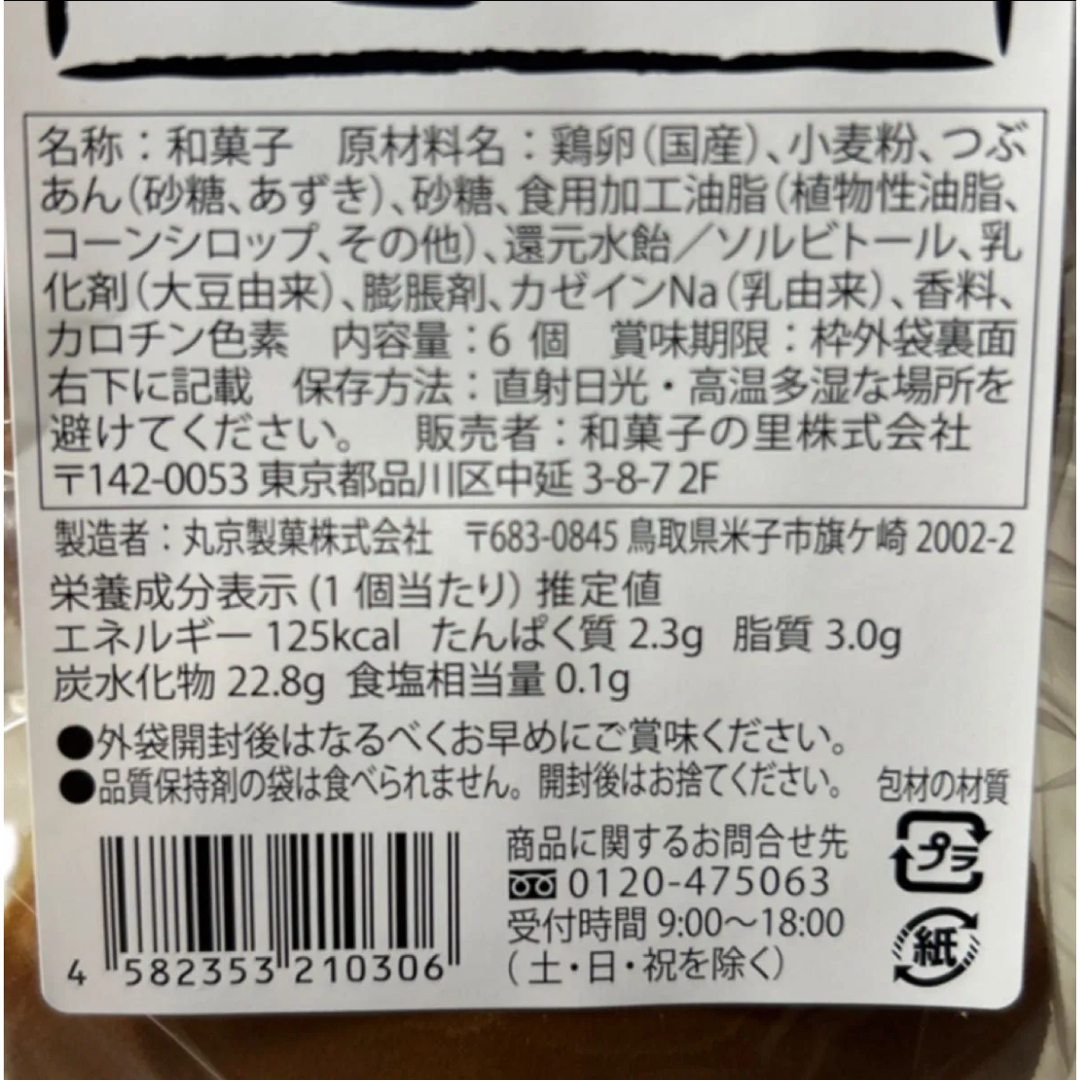 名称：和菓子　原材料名：鶏卵（国産）、小麦粉、つぶ
あん（砂糖、あずき）、砂糖、食用加工油脂（植物性油脂、
コーンシロップ、その他）、還元水飴／ソルビトール、乳
化剤（大豆由来）、膨脹剤、カゼインNa（乳由来）、香料、
カロチン色素　内容量：6 個　賞味期限：枠外袋裏面
右下に記載　保存方法：直射日光・高温多湿な場所を
避けてください。　販売者：和菓子の里株式会社
〒142-0053 東京都品川区中延 3-8-7 2F
製造者：丸京製菓株式会社　〒683-0845 鳥取県米子市旗ケ崎 2002-2
栄養成分表示 (1 個当たり) 推定値
エネルギー 125kcal たんぱく質 2.3g 脂質 3.0g
炭水化物 22.8g 食塩相当量 0.1g
●外袋開封後はなるべくお早めにご賞味ください。
●品質保持剤の袋は食べられません。開封後はお捨てください。
包材の材質
プラ
紙
商品に関するお問合せ先
0120-475063
受付時間 9:00～18:00
（土・日・祝を除く）
4 582353 210306